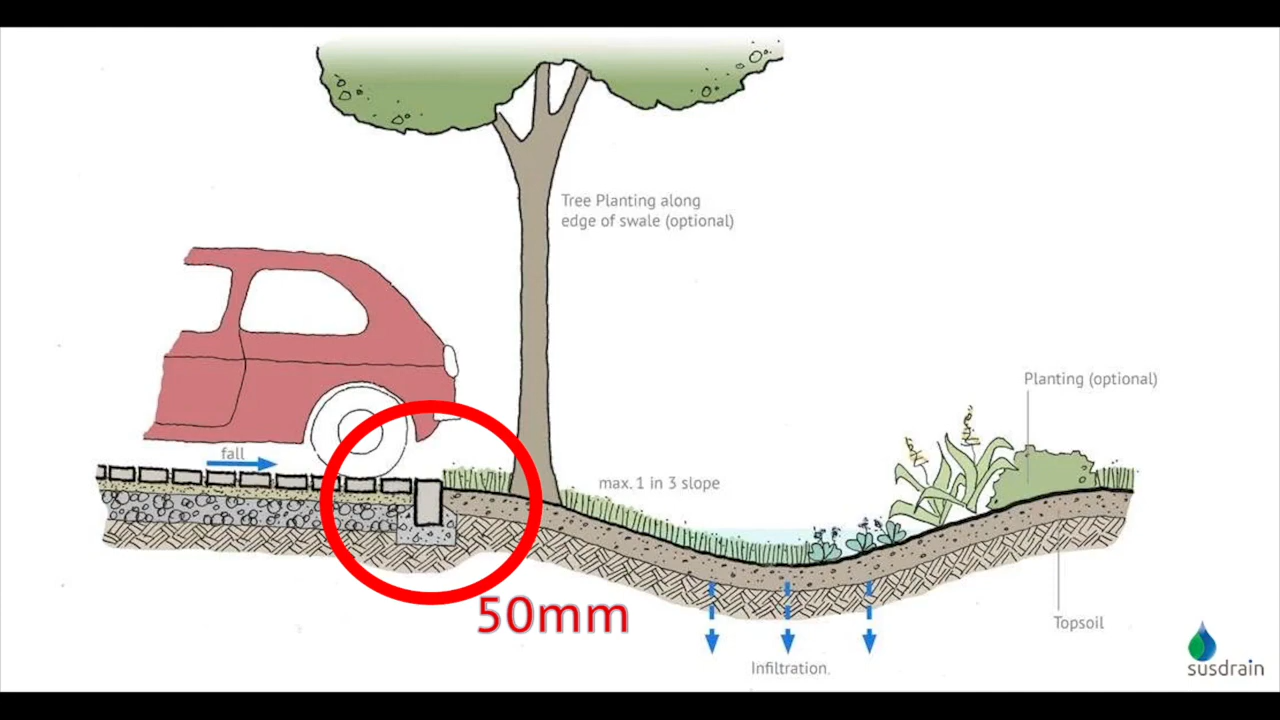 Tree Planting along
edge of swale (optional)
Planting (optional)
fall
max. 1 in 3 slope
50mm
Topsoil
Infiltration
susdrain